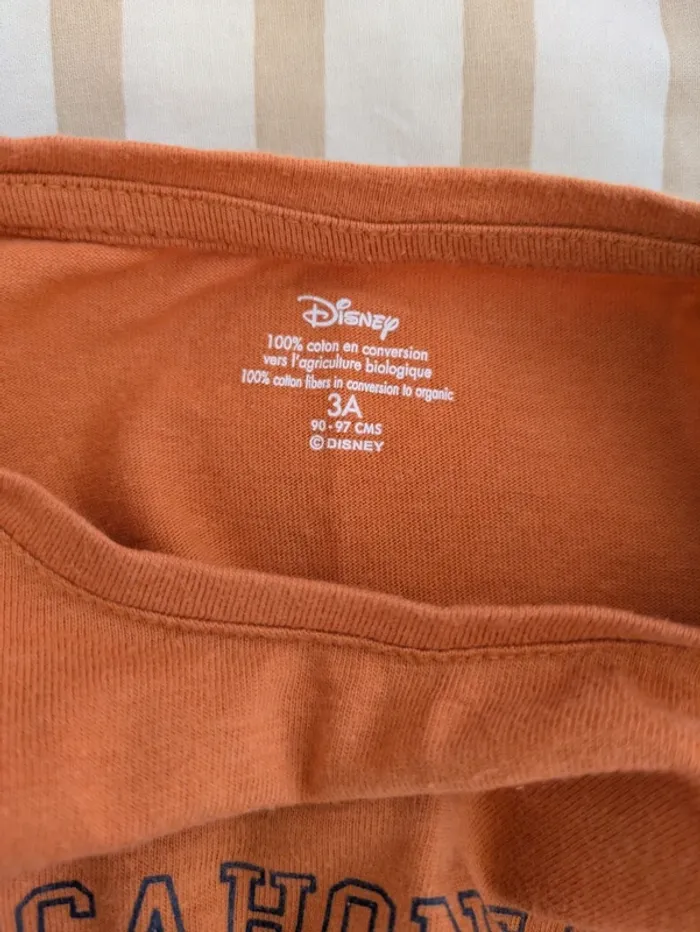 Disney
100% coton en conversion
vers l'agriculture biologique
100% cotton fibers in conversion to organic
3A
90-97 CMS
© DISNEY